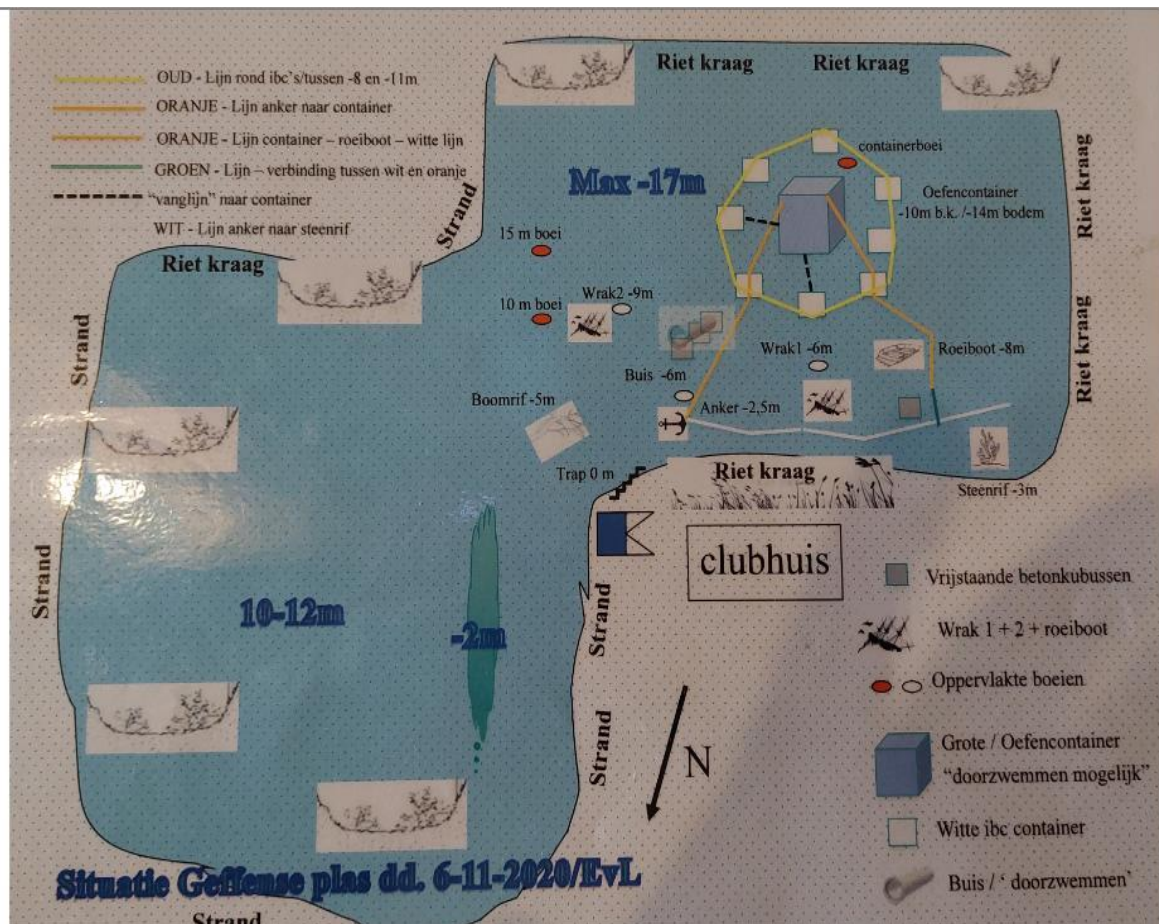 OUD - Lijn rond ibc's/tussen -8 en -11m
ORANJE - Lijn anker naar container
ORANJE - Lijn container – roeiboot – witte lijn
GROEN - Lijn – verbinding tussen wit en oranje
"vanglijn" naar container
WIT - Lijn anker naar steenrif
Riet kraag
Riet kraag
Riet kraag
Riet kraag
Riet kraag
Strand
Strand
Strand
Max -17m
containerboei
Oefencontainer
-10m b.k. /-14m bodem
15 m boei
10 m boei
Wrak2 -9m
Wrak1 -6m
Roeiboot -8m
Buis -6m
Boomrif -5m
Anker -2,5m
Trap 0 m
Riet kraag
Steenrif -3m
clubhuis
10-12m
-2m
Strand
Strand
N
Vrijstaande betonkubussen
Wrak 1 + 2 + roeiboot
Oppervlakte boeien
Grote / Oefencontainer
"doorzwemmen mogelijk"
Witte ibc container
Buis / ‘ doorzwemmen’
Situatie Geffense plas dd. 6-11-2020/EvL
Strand